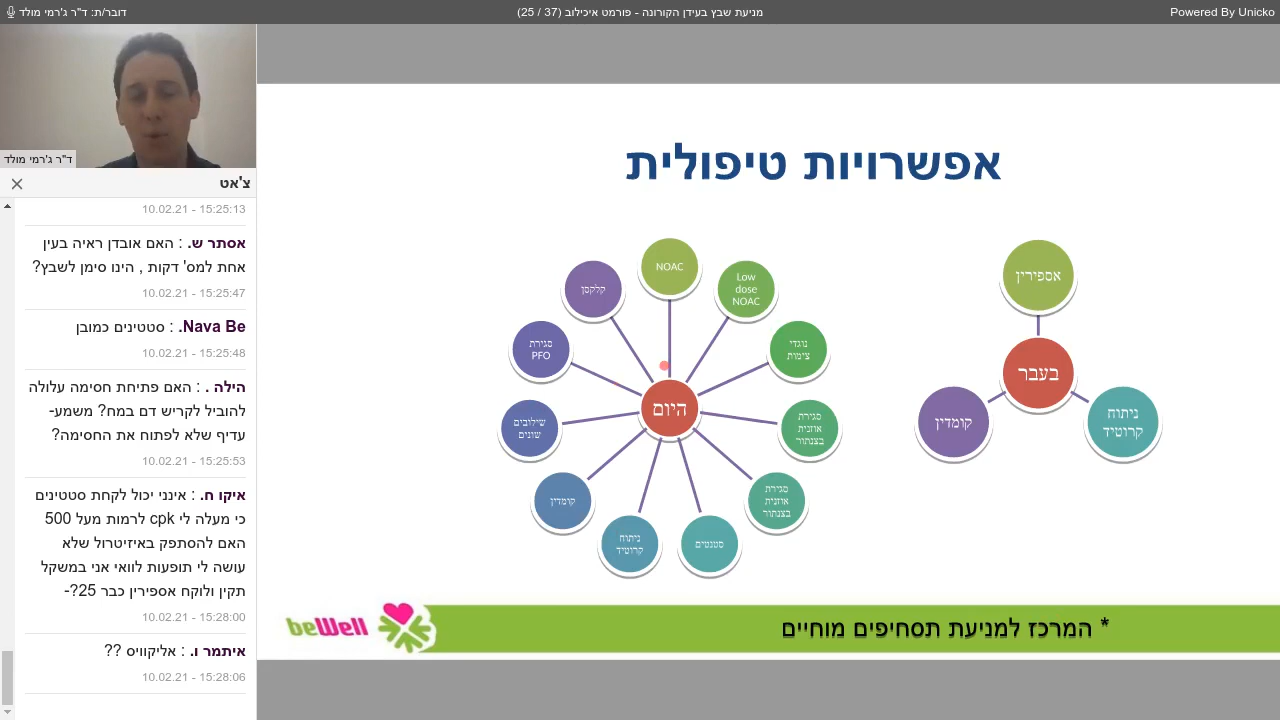 דובר/ת: ד"ר ג'רמי מולד
מניעת שבץ בעידן הקורונה - פורמט איכילוב (25 / 37)
Powered By Unicko
ד"ר ג'רמי מולד
צ'אט
10.02.21 - 15:25:13
אסתר ש. : האם אובדן ראיה בעין
אחת למס' דקות , הינו סימן לשבץ?
10.02.21 - 15:25:47
Nava Be. : סטטינים כמובן
10.02.21 - 15:25:48
הילה . : האם פתיחת חסימה עלולה
להוביל לקריש דם במח? משמע-
עדיף שלא לפתוח את החסימה?
10.02.21 - 15:25:53
איקו ח. : אינני יכול לקחת סטטינים
כי מעלה לי cpk לרמות מעל 500
האם להסתפק באיזיטרול שלא
עושה לי תופעות לוואי אני במשקל
תקין ולוקח אספירין כבר 25?-
10.02.21 - 15:28:00
איתמר ו. : אליקוויס ??
10.02.21 - 15:28:06
אפשרויות טיפולית
אספירין
בעבר
ניתוח
קרוטיד
קומדין
היום
NOAC
Low
dose
NOAC
נוגדי
צימות
סגירת
אוזנית
בצנתור
סגירת
אוזנית
בצנתור
סטנטים
ניתוח
קרוטיד
קומדין
שילובים
שונים
סגירת
PFO
קלקסן
* המרכז למניעת תסחיפים מוחיים
beWell